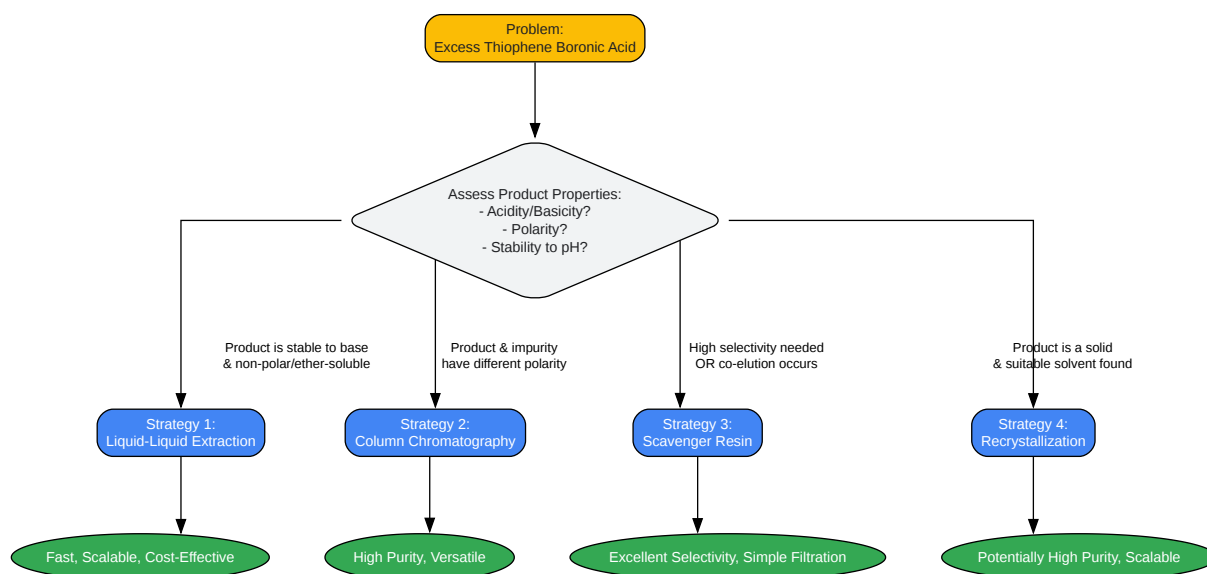 Problem:
Excess Thiophene Boronic Acid
Assess Product Properties:
- Acidity/Basicity?
- Polarity?
- Stability to pH?
Product is stable to base
& non-polar/ether-soluble
Product & impurity
have different polarity
High selectivity needed
OR co-elution occurs
Product is a solid
& suitable solvent found
Strategy 1:
Liquid-Liquid Extraction
Strategy 2:
Column Chromatography
Strategy 3:
Scavenger Resin
Strategy 4:
Recrystallization
Fast, Scalable, Cost-Effective
High Purity, Versatile
Excellent Selectivity, Simple Filtration
Potentially High Purity, Scalable